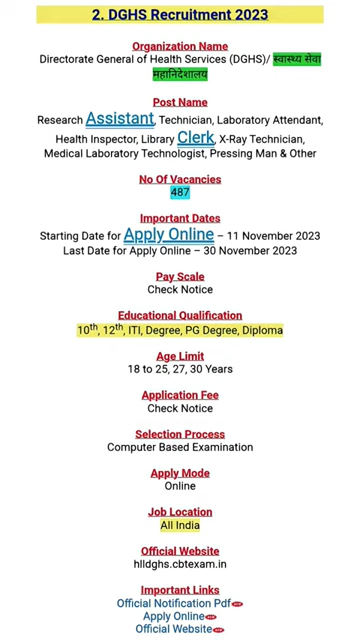 2. DGHS Recruitment 2023
Organization Name
Directorate General of Health Services (DGHS)/ स्वास्थ्य सेवा
महानिदेशालय
Post Name
Research Assistant, Technician, Laboratory Attendant,
Health Inspector, Library Clerk, X-Ray Technician,
Medical Laboratory Technologist, Pressing Man & Other
No Of Vacancies
487
Important Dates
Starting Date for Apply Online – 11 November 2023
Last Date for Apply Online – 30 November 2023
Pay Scale
Check Notice
Educational Qualification
10th, 12th, ITI, Degree, PG Degree, Diploma
Age Limit
18 to 25, 27, 30 Years
Application Fee
Check Notice
Selection Process
Computer Based Examination
Apply Mode
Online
Job Location
All India
Official Website
hlldghs.cbtexam.in
Important Links
Official Notification Pdf
Apply Online
Official Website